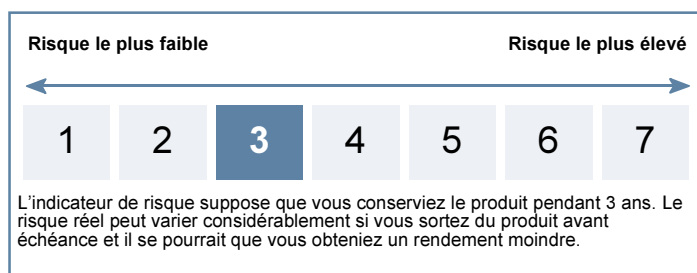 Risque le plus faible Risque le plus élevé
1 2 3 4 5 6 7
L'indicateur de risque suppose que vous conserviez le produit pendant 3 ans. Le
risque réel peut varier considérablement si vous sortez du produit avant
échéance et il se pourrait que vous obteniez un rendement moindre.